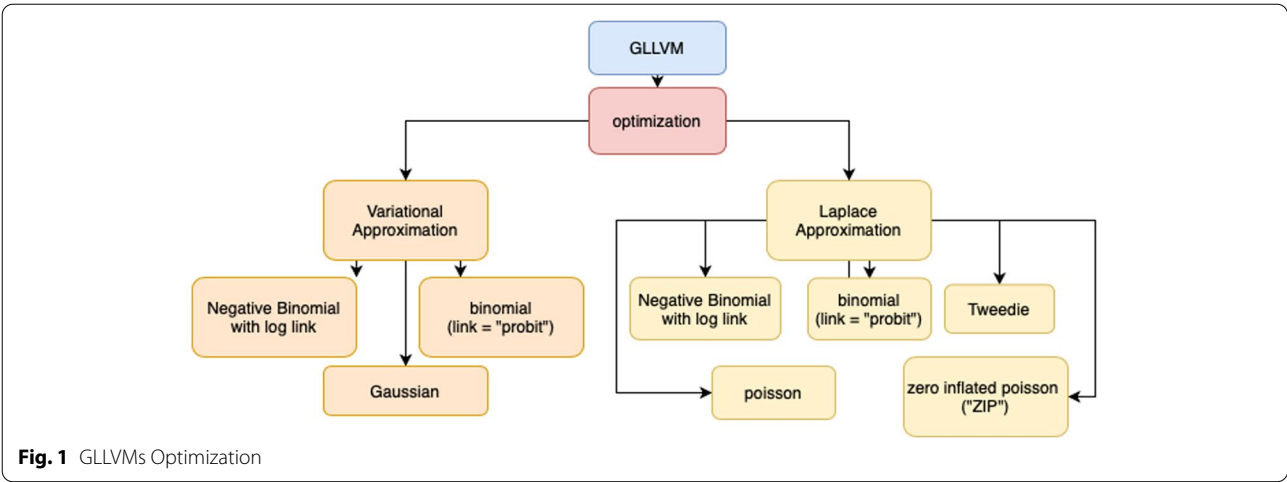 GLLVM
optimization
Variational
Approximation
Laplace
Approximation
Negative Binomial
with log link
binomial
(link = "probit")
Gaussian
Negative Binomial
with log link
binomial
(link = "probit")
Tweedie
poisson
zero inflated poisson
("ZIP")
Fig. 1 GLLVMs Optimization